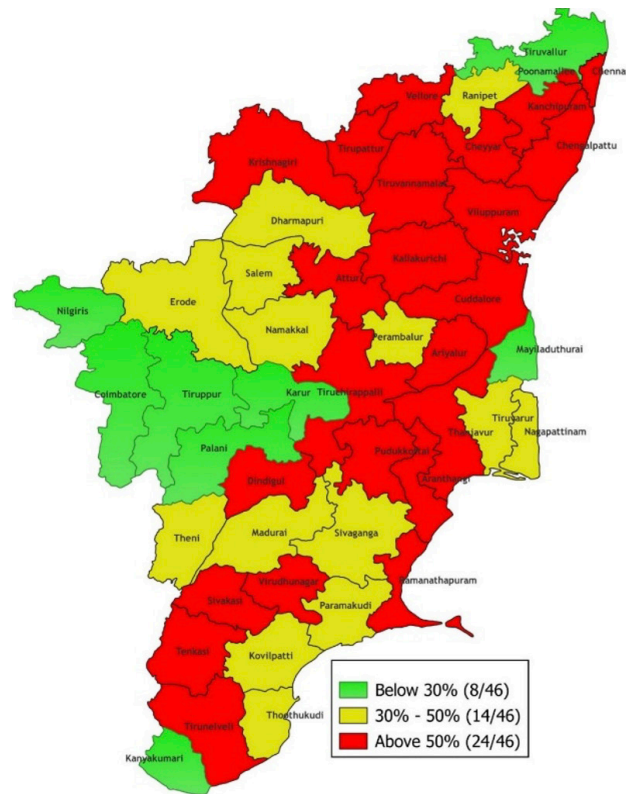 Tiruvallur
Poonamallee
Chennai
Ranipet
Vellore
Kanchipuram
Tirupattur
Cheyyar
Chengalpattu
Krishnagiri
Tiruvannamalai
Viluppuram
Dharmapuri
Kallakurichi
Salem
Attur
Nilgiris
Erode
Cuddalore
Namakkal
Perambalur
Mayiladuthurai
Ariyalur
Coimbatore
Tiruppur
Karur
Tiruchirappalli
Tiruvarur
Thanjavur
Nagapattinam
Palani
Pudukkottai
Aranthangi
Dindigul
Theni
Madurai
Sivaganga
Virudhunagar
Ramanathapuram
Sivakasi
Paramakudi
Tenkasi
Kovilpatti
Below 30% (8/46)
30% - 50% (14/46)
Above 50% (24/46)
Tirunelveli
Thoothukudi
Kanyakumari